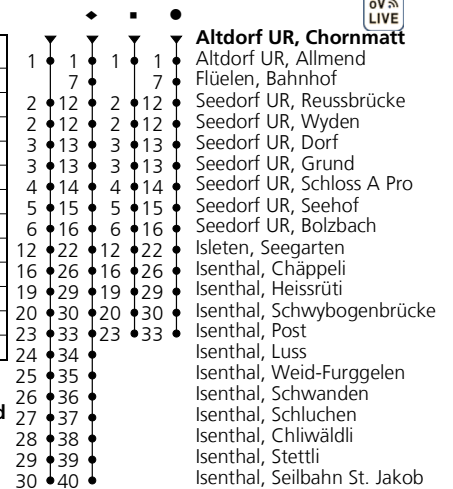 öV
LIVE
Altdorf UR, Chornmatt
1 1 1 1 Altdorf UR, Allmend
7 7 Flüelen, Bahnhof
2 12 2 12 Seedorf UR, Reussbrücke
2 12 2 12 Seedorf UR, Wyden
3 13 3 13 Seedorf UR, Dorf
3 13 3 13 Seedorf UR, Grund
4 14 4 14 Seedorf UR, Schloss A Pro
5 15 5 15 Seedorf UR, Seehof
6 16 6 16 Seedorf UR, Bolzbach
12 22 12 22 Isleten, Seegarten
16 26 16 26 Isenthal, Chäppeli
19 29 19 29 Isenthal, Heissrüti
20 30 20 30 Isenthal, Schwybogenbrücke
23 33 23 33 Isenthal, Post
24 34 Isenthal, Luss
25 35 Isenthal, Weid-Furggelen
26 36 Isenthal, Schwanden
27 37 Isenthal, Schluchen
28 38 Isenthal, Chliwäldli
29 39 Isenthal, Stettli
30 40 Isenthal, Seilbahn St. Jakob